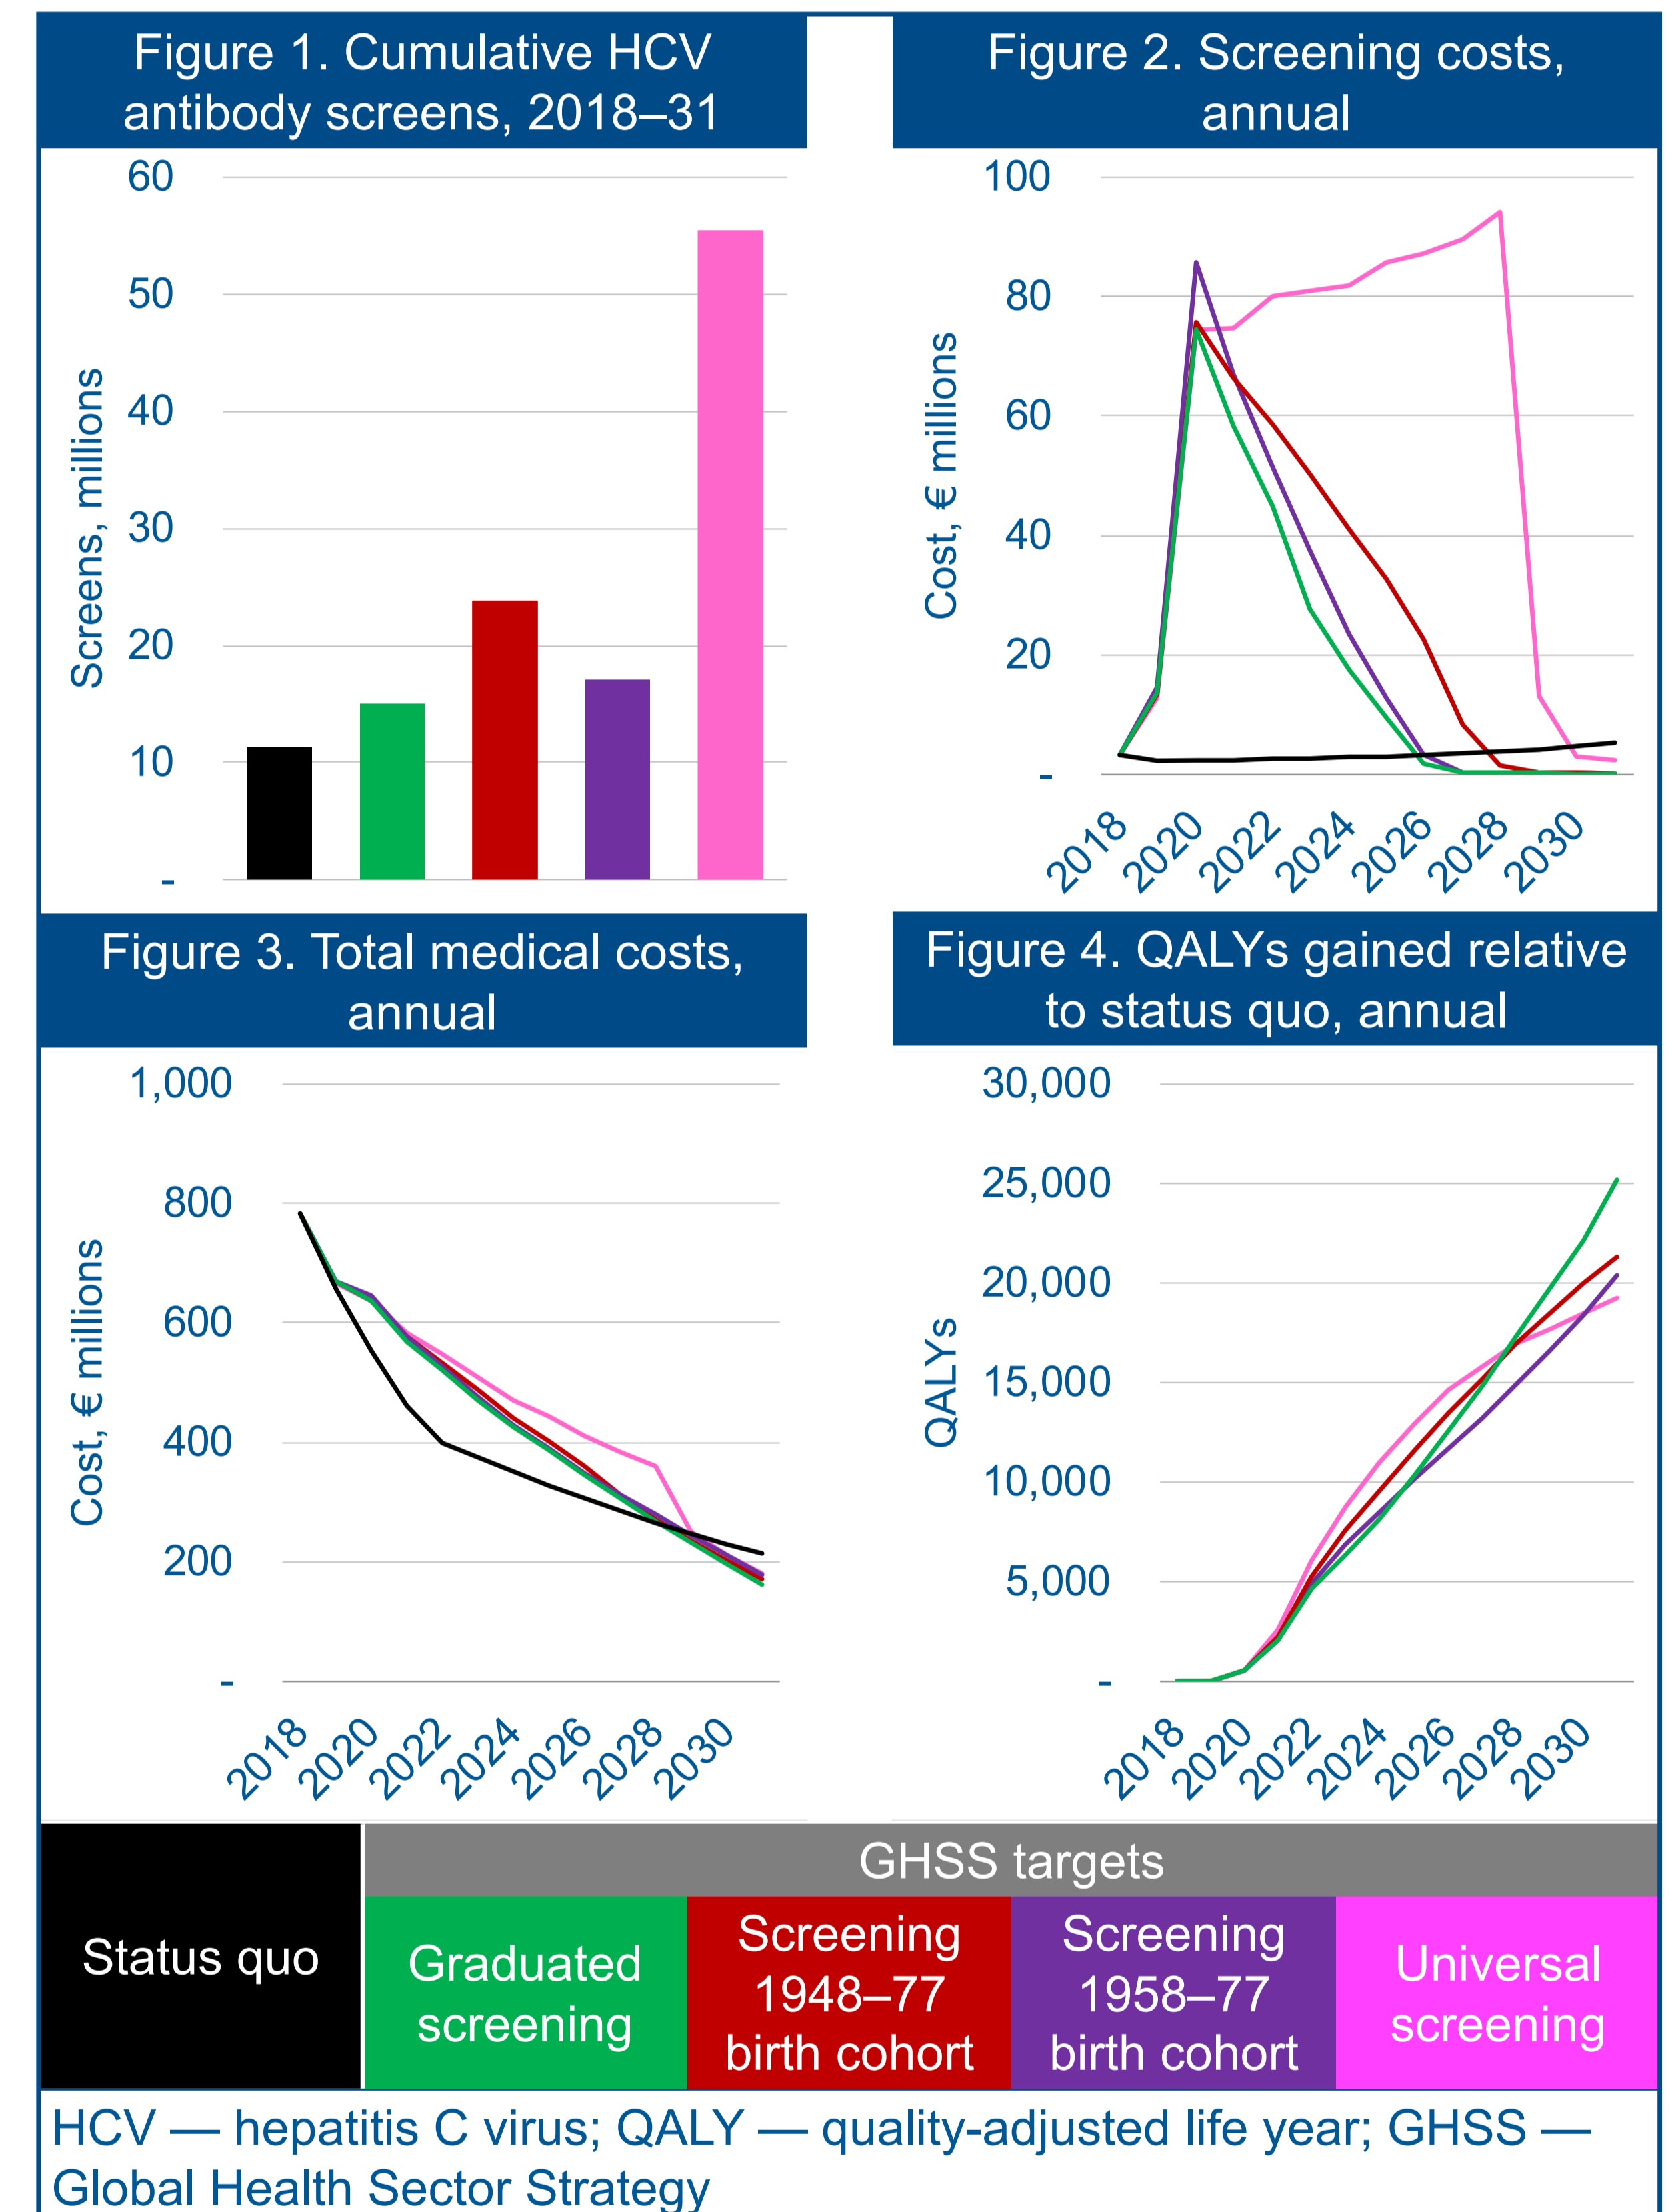 Figure 1. Cumulative HCV
antibody screens, 2018–31
60
50
40
30
20
10
-
Screens, millions
Figure 2. Screening costs,
annual
100
80
60
40
20
-
Cost, € millions
2018
2020
2022
2024
2026
2028
2030
Figure 3. Total medical costs,
annual
1,000
800
600
400
200
-
Cost, € millions
2018
2020
2022
2024
2026
2028
2030
Figure 4. QALYs gained relative
to status quo, annual
30,000
25,000
20,000
15,000
10,000
5,000
-
QALYs
2018
2020
2022
2024
2026
2028
2030
Status quo
GHSS targets
Graduated
screening
Screening
1948–77
birth cohort
Screening
1958–77
birth cohort
Universal
screening
HCV — hepatitis C virus; QALY — quality-adjusted life year; GHSS —
Global Health Sector Strategy